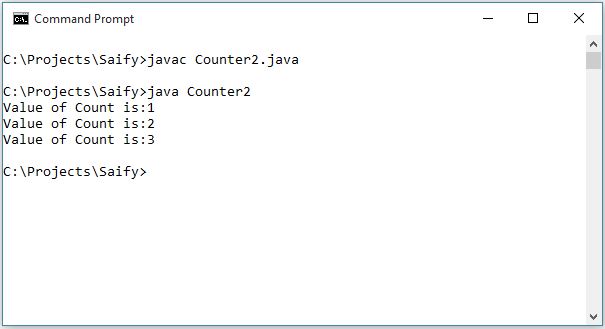 Command Prompt
C:\Projects\Saify>javac Counter2.java
C:\Projects\Saify>java Counter2
Value of Count is:1
Value of Count is:2
Value of Count is:3
C:\Projects\Saify>